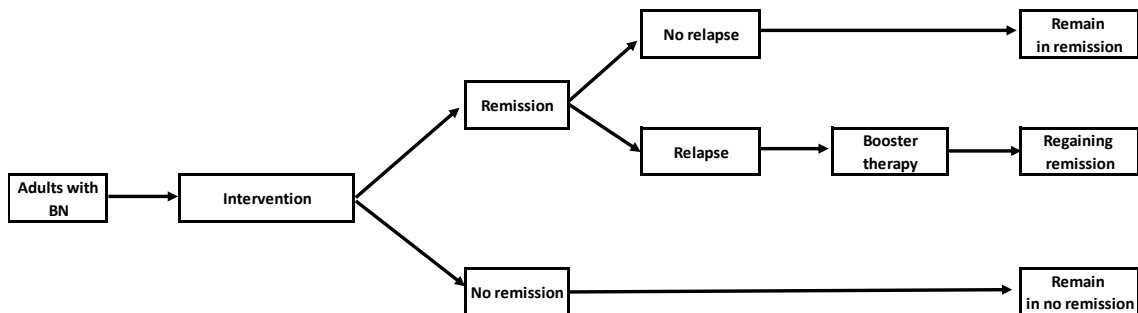 No relapse
Remain
in remission
Remission
Relapse
Booster
therapy
Regaining
remission
Adults with
BN
Intervention
No remission
Remain
in no remission